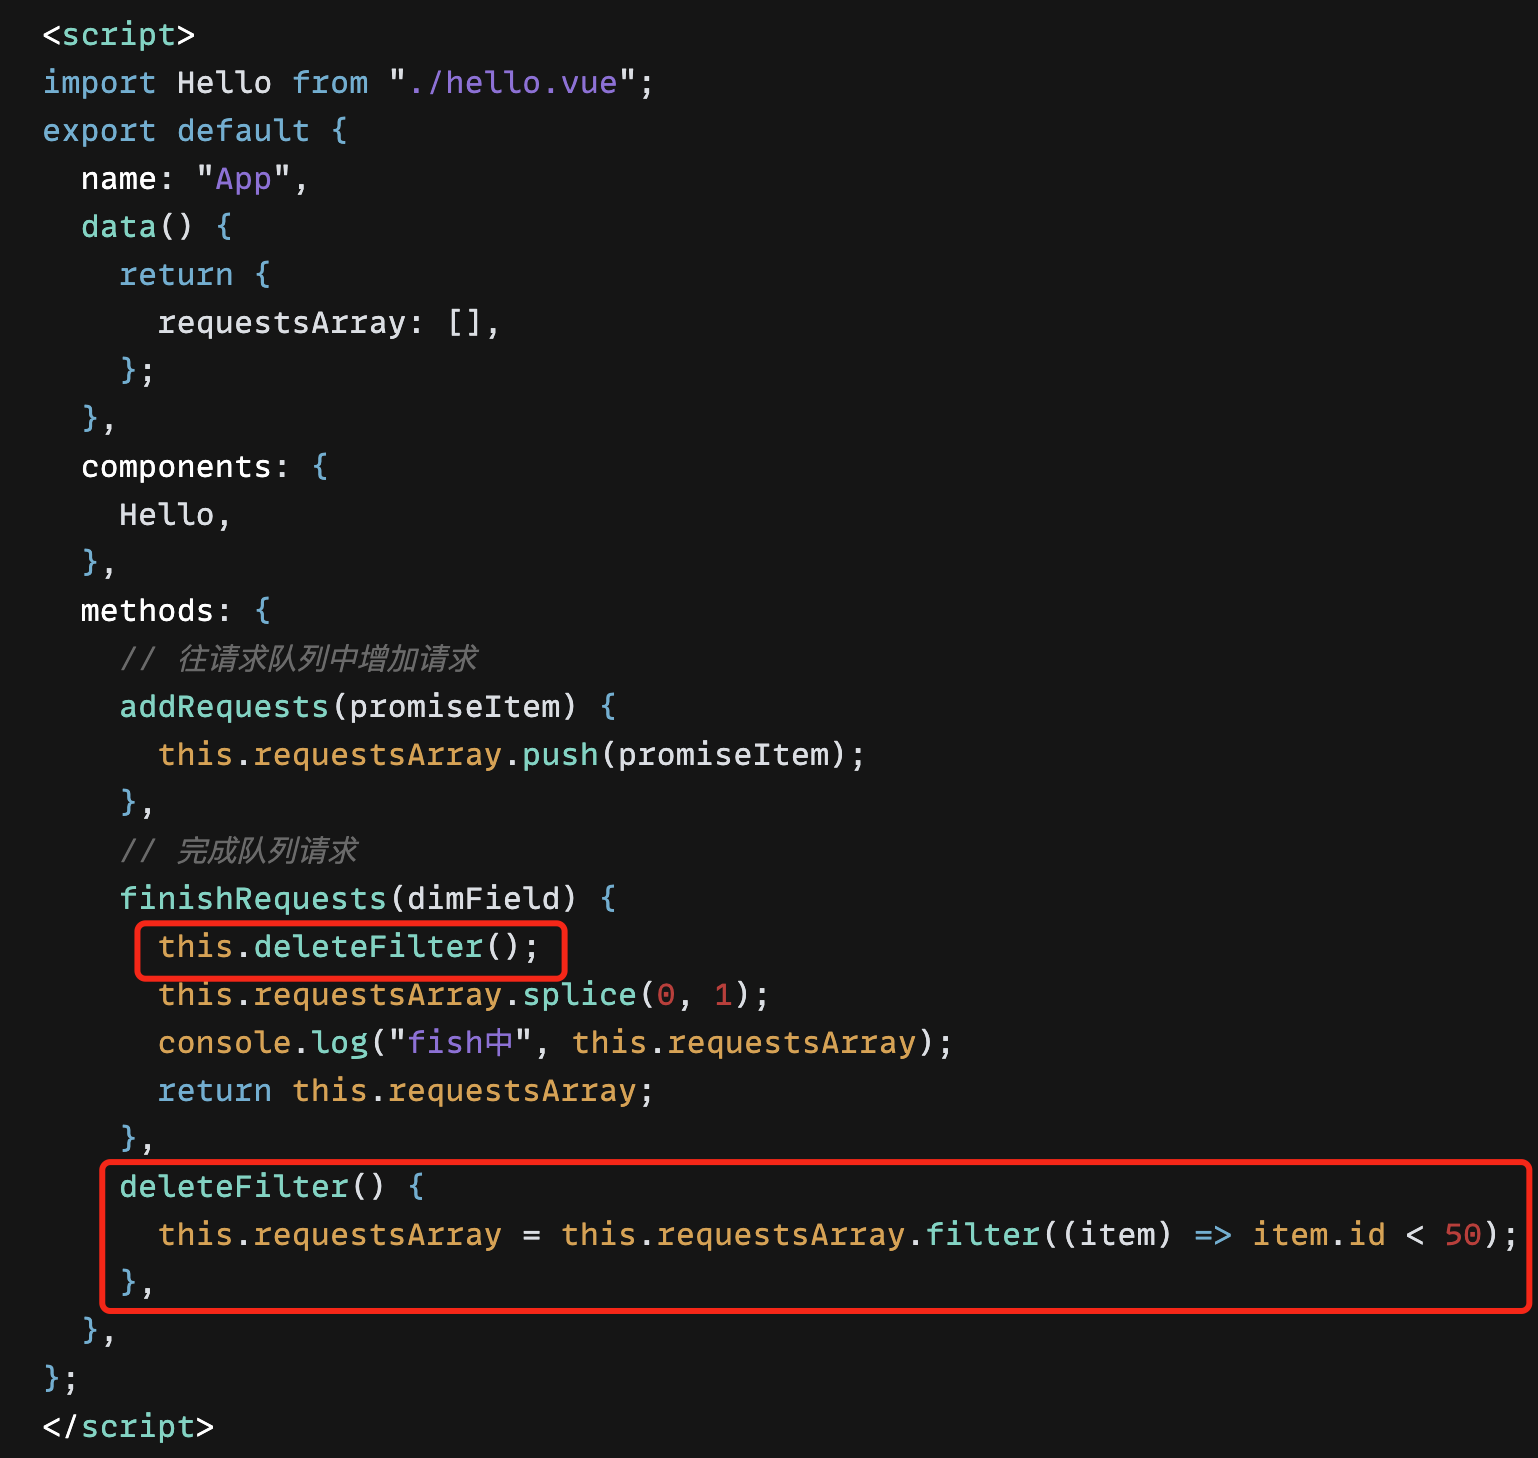 <script>
import Hello from "./hello.vue";
export default {
  name: "App",
  data() {
    return {
      requestsArray: [],
    };
  },
  components: {
    Hello,
  },
  methods: {
    // 往请求队列中增加请求
    addRequests(promiseItem) {
      this.requestsArray.push(promiseItem);
    },
    // 完成队列请求
    finishRequests(dimField) {
      this.deleteFilter();
      this.requestsArray.splice(0, 1);
      console.log("fish中", this.requestsArray);
      return this.requestsArray;
    },
    deleteFilter() {
      this.requestsArray = this.requestsArray.filter((item) => item.id < 50);
    },
  },
};
</script>